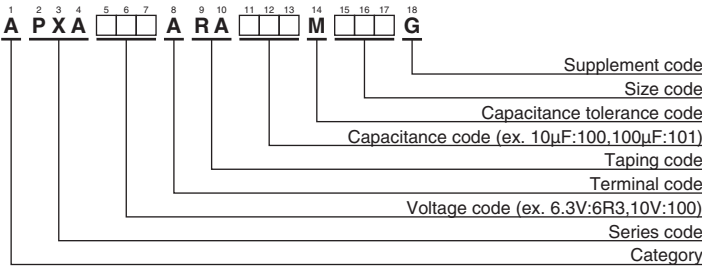 1 2 3 4 5 6 7 8 9 10 11 12 13 14 15 16 17 18
A P X A A R A M G
Supplement code
Size code
Capacitance tolerance code
Capacitance code (ex. 10μF:100,100μF:101)
Taping code
Terminal code
Voltage code (ex. 6.3V:6R3,10V:100)
Series code
Category